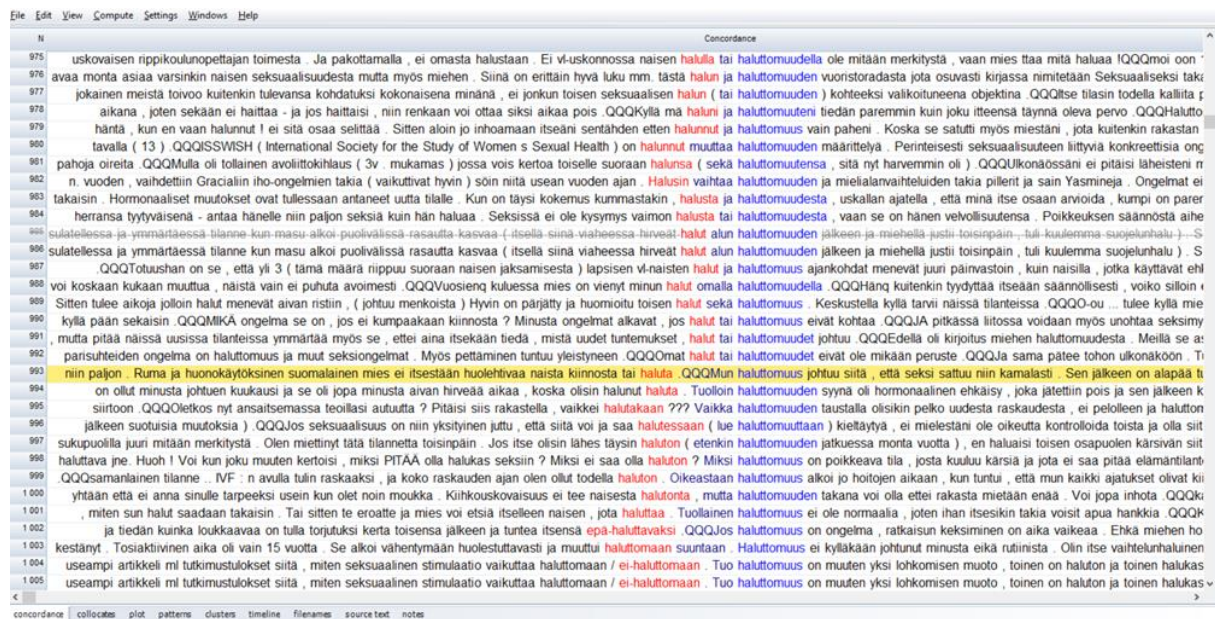 File Edit View Compute Settings Windows Help
N Concordance
975 uskovaisen rippikoulunopettajan toimesta . Ja pakottamalla , ei omasta halustaan . Ei vl-uskonnossa naisen halulla tai haluttomuudella ole mitään merkitystä , vaan mies ttaa mitä haluaa !QQQmoi oon
976 avaa monta asiaa varsinkin naisen seksuaalisuudesta mutta myös miehen . Siinä on erittäin hyvä luku mm. tästä halun ja haluttomuuden vuoristoradasta jota osuvasti kirjassa nimitetään Seksuaaliseksi taka
977 jokainen meistä toivoo kuitenkin tulevansa kohdatuksi kokonaisena minänä , ei jonkun toisen seksuaalisen halun ( tai haluttomuuden ) kohteeksi valikoituneena objektina .QQQItse tilasin todella kalliita p
978 aikana , joten sekään ei haittaa - ja jos haittaisi , niin renkaan voi ottaa siksi aikaa pois .QQQKyllä mä haluni ja haluttomuuteni tiedän paremmin kuin joku itteensä täynnä oleva pervo .QQQHalutto
979 häntä , kun en vaan halunnut ! ei sitä osaa selittää . Sitten aloin jo inhoamaan itseäni sentähden etten halunnut ja haluttomuus vain paheni . Koska se satutti myös miestäni , jota kuitenkin rakastan
980 tavalla ( 13 ) .QQQISSWISH ( International Society for the Study of Women s Sexual Health ) on halunnut muuttaa haluttomuuden määrittelyä . Perinteisesti seksuaalisuuteen liittyviä konkreettisia ong
981 pahoja oireita .QQQMulla oli tollainen avoliittokihlaus ( 3v . mukamas ) jossa vois kertoa toiselle suoraan halunsa ( sekä haluttomuutensa , sitä nyt harvemmin oli ) .QQQUlkonäössäni ei pitäisi läheisteni m
982 n. vuoden , vaihdettiin Gracialiin iho-ongelmien takia ( vaikuttivat hyvin ) söin niitä usean vuoden ajan . Halusin vaihtaa haluttomuuden ja mielialanvaihteluiden takia pillerit ja sain Yasmineja . Ongelmat ei
983 takaisin . Hormonaaliset muutokset ovat tullessaan antaneet uutta tilalle . Kun on täysi kokemus kummastakin , halusta ja haluttomuudesta , uskallan ajatella , että minä itse osaan arvioida , kumpi on parer
984 herransa tyytyväisenä - antaa hänelle niin paljon seksiä kuin hän haluaa . Seksissä ei ole kysymys vaimon halusta tai haluttomuudesta , vaan se on hänen velvollisuutensa . Poikkeuksen säännöstä aihe
985 sulatellessa ja ymmärtäessä tilanne kun masu alkoi puolivälissä rasautta kasvaa ( itsellä siinä viaheessa hirveät halut alun haluttomuuden jälkeen ja miehellä justii toisinpäin , tuli kuulemma suojelunhalu ) . S
986 sulatellessa ja ymmärtäessä tilanne kun masu alkoi puolivälissä rasautta kasvaa ( itsellä siinä viaheessa hirveät halut alun haluttomuuden jälkeen ja miehellä justii toisinpäin , tuli kuulemma suojelunhalu ) . S
987 .QQQTotuushan on se , että yli 3 ( tämä määrä riippuu suoraan naisen jaksamisesta ) lapsisen vl-naisten halut ja haluttomuus ajankohdat menevät juuri päinvastoin , kuin naisilla , jotka käyttävät ehk
988 voi koskaan kukaan muuttua , näistä vain ei puhuta avoimesti .QQQVuosienq kuluessa mies on vienyt minun halut omalla haluttomuudella .QQQHänq kuitenkin tyydyttää itseään säännöllisesti , voiko silloin e
989 Sitten tulee aikoja jolloin halut menevät aivan ristiin , ( johtuu menkoista ) Hyvin on pärjätty ja huomioitu toisen halut sekä haluttomuus . Keskustella kyllä tarvii näissä tilanteissa .QQQO-ou ... tulee kyllä mie
990 kyllä pään sekaisin .QQQMIKÄ ongelma se on , jos ei kumpaakaan kiinnosta ? Minusta ongelmat alkavat , jos halut tai haluttomuus eivät kohtaa .QQQJA pitkässä liitossa voidaan myös unohtaa seksimy
991 , mutta pitää näissä uusissa tilanteissa ymmärtää myös se , ettei aina itsekään tiedä , mistä uudet tuntemukset , halut tai haluttomuudet johtuu .QQQEdellä oli kirjoitus miehen haluttomuudesta . Meillä se as
992 parisuhteiden ongelma on haluttomuus ja muut seksiongelmat . Myös pettäminen tuntuu yleistyneen .QQQOmat halut tai haluttomuudet eivät ole mikään peruste .QQQJa sama pätee tohon ulkonäköön . Tu
993 niin paljon . Ruma ja huonokäytöksinen suomalainen mies ei itsestään huolehtivaa naista kiinnosta tai haluta .QQQMun haluttomuus johtuu siitä , että seksi sattuu niin kamalasti . Sen jälkeen on alapää tu
994 on ollut minusta johtuen kuukausi ja se oli jopa minusta aivan hirveää aikaa , koska olisin halunut haluta . Tuolloin haluttomuuden syynä oli hormonaalinen ehkäisy , joka jätettiin pois ja sen jälkeen k
995 siirtoon .QQQOletkos nyt ansaitsemassa teoillasi autuutta ? Pitäisi siis rakastella , vaikkei halutakaan ??? Vaikka haluttomuuden taustalla olisikin pelko uudesta raskaudesta , ei pelolleen ja haluttom
996 jälkeen suotuisia muutoksia ) .QQQJos seksuaalisuus on niin yksityinen juttu , että siitä voi ja saa halutessaan ( lue haluttomuuttaan ) kieltäytyä , ei mielestäni ole oikeutta kontrolloida toista ja olla siit
997 sukupuolilla juuri mitään merkitystä . Olen miettinyt tätä tilannetta toisinpäin . Jos itse olisin lähes täysin haluton ( etenkin haluttomuuden jatkuessa monta vuotta ) , en haluaisi toisen osapuolen kärsivän siit
998 haluttava jne. Huoh ! Voi kun joku muuten kertoisi , miksi PITÄÄ olla halukas seksiin ? Miksi ei saa olla haluton ? Miksi haluttomuus on poikkeava tila , josta kuuluu kärsiä ja jota ei saa pitää elämäntilant
999 .QQQsamanlainen tilanne .. IVF : n avulla tulin raskaaksi , ja koko raskauden ajan olen ollut todella haluton . Oikeastaan haluttomuus alkoi jo hoitojen aikaan , kun tuntui , että mun kaikki ajatukset olivat kii
1 000 yhtään että ei anna sinulle tarpeeksi usein kun olet noin moukka . Kiihkouskovaisuus ei tee naisesta halutonta , mutta haluttomuuden takana voi olla ettei rakasta mietään enää . Voi jopa inhota .QQQka
1 001 , miten sun halut saadaan takaisin . Tai sitten te eroatte ja mies voi etsiä itselleen naisen , jota haluttaa . Tuollainen haluttomuus ei ole normaalia , joten ihan itsesikin takia voisit apua hankkia .QQQK
1 002 ja tiedän kuinka loukkaavaa on tulla torjutuksi kerta toisensa jälkeen ja tuntea itsensä epä-haluttavaksi .QQQJos haluttomuus on ongelma , ratkaisun keksiminen on aika vaikeaa . Ehkä miehen ho
1 003 kestänyt . Tosiaktiivinen aika oli vain 15 vuotta . Se alkoi vähentymään huolestuttavasti ja muuttui haluttomaan suuntaan . Haluttomuus ei kylläkään johtunut minusta eikä rutiinista . Olin itse vaihtelunhaluinen
1 004 useampi artikkeli ml tutkimustulokset siitä , miten seksuaalinen stimulaatio vaikuttaa haluttomaan / ei-haluttomaan . Tuo haluttomuus on muuten yksi lohkomisen muoto , toinen on haluton ja toinen halukas
1 005 useampi artikkeli ml tutkimustulokset siitä , miten seksuaalinen stimulaatio vaikuttaa haluttomaan / ei-haluttomaan . Tuo haluttomuus on muuten yksi lohkomisen muoto , toinen on haluton ja toinen halukas
concordance collocates plot patterns clusters timeline filenames source text notes